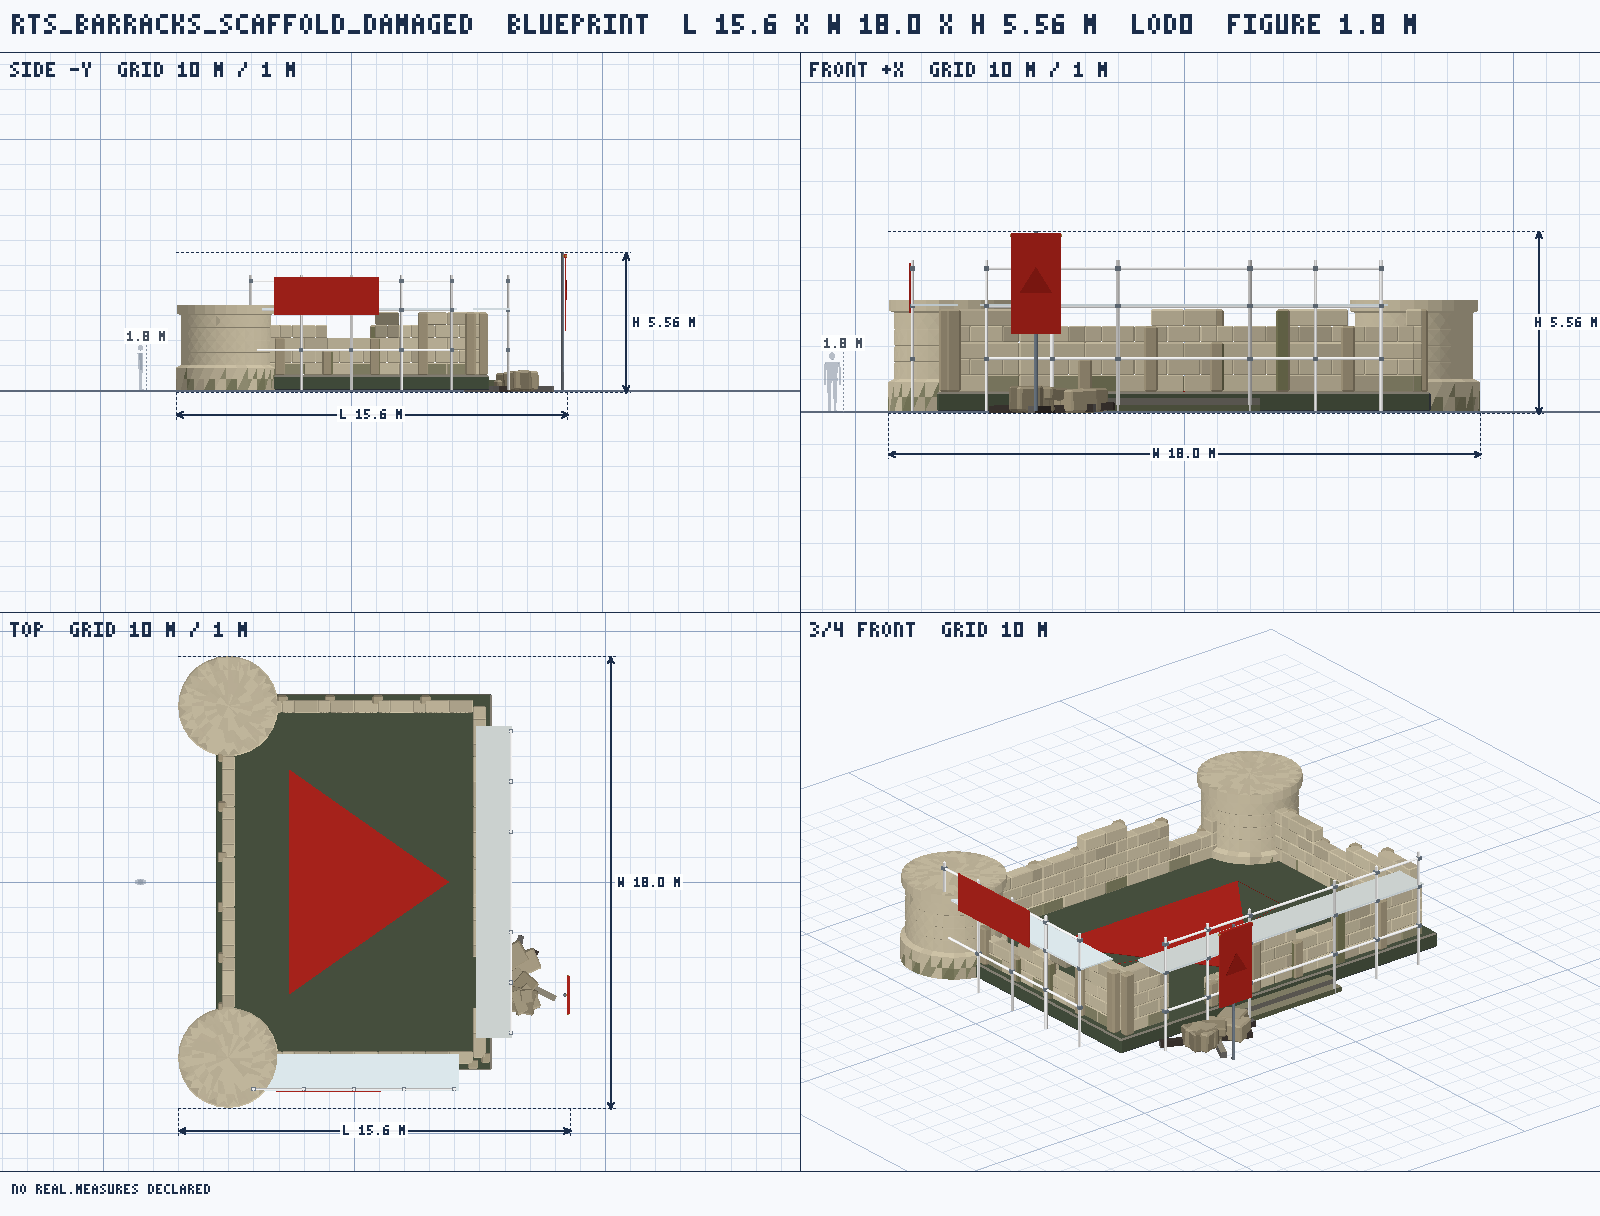 RTS_BARRACKS_SCAFFOLD_DAMAGED BLUEPRINT L 15.6 X W 18.0 X H 5.56 M LOD0 FIGURE 1.8 M
SIDE -Y GRID 10 M / 1 M
1.8 M
H 5.56 M
L 15.6 M
FRONT +X GRID 10 M / 1 M
1.8 M
H 5.56 M
W 18.0 M
TOP GRID 10 M / 1 M
W 18.0 M
L 15.6 M
3/4 FRONT GRID 10 M
NO REAL.MEASURES DECLARED